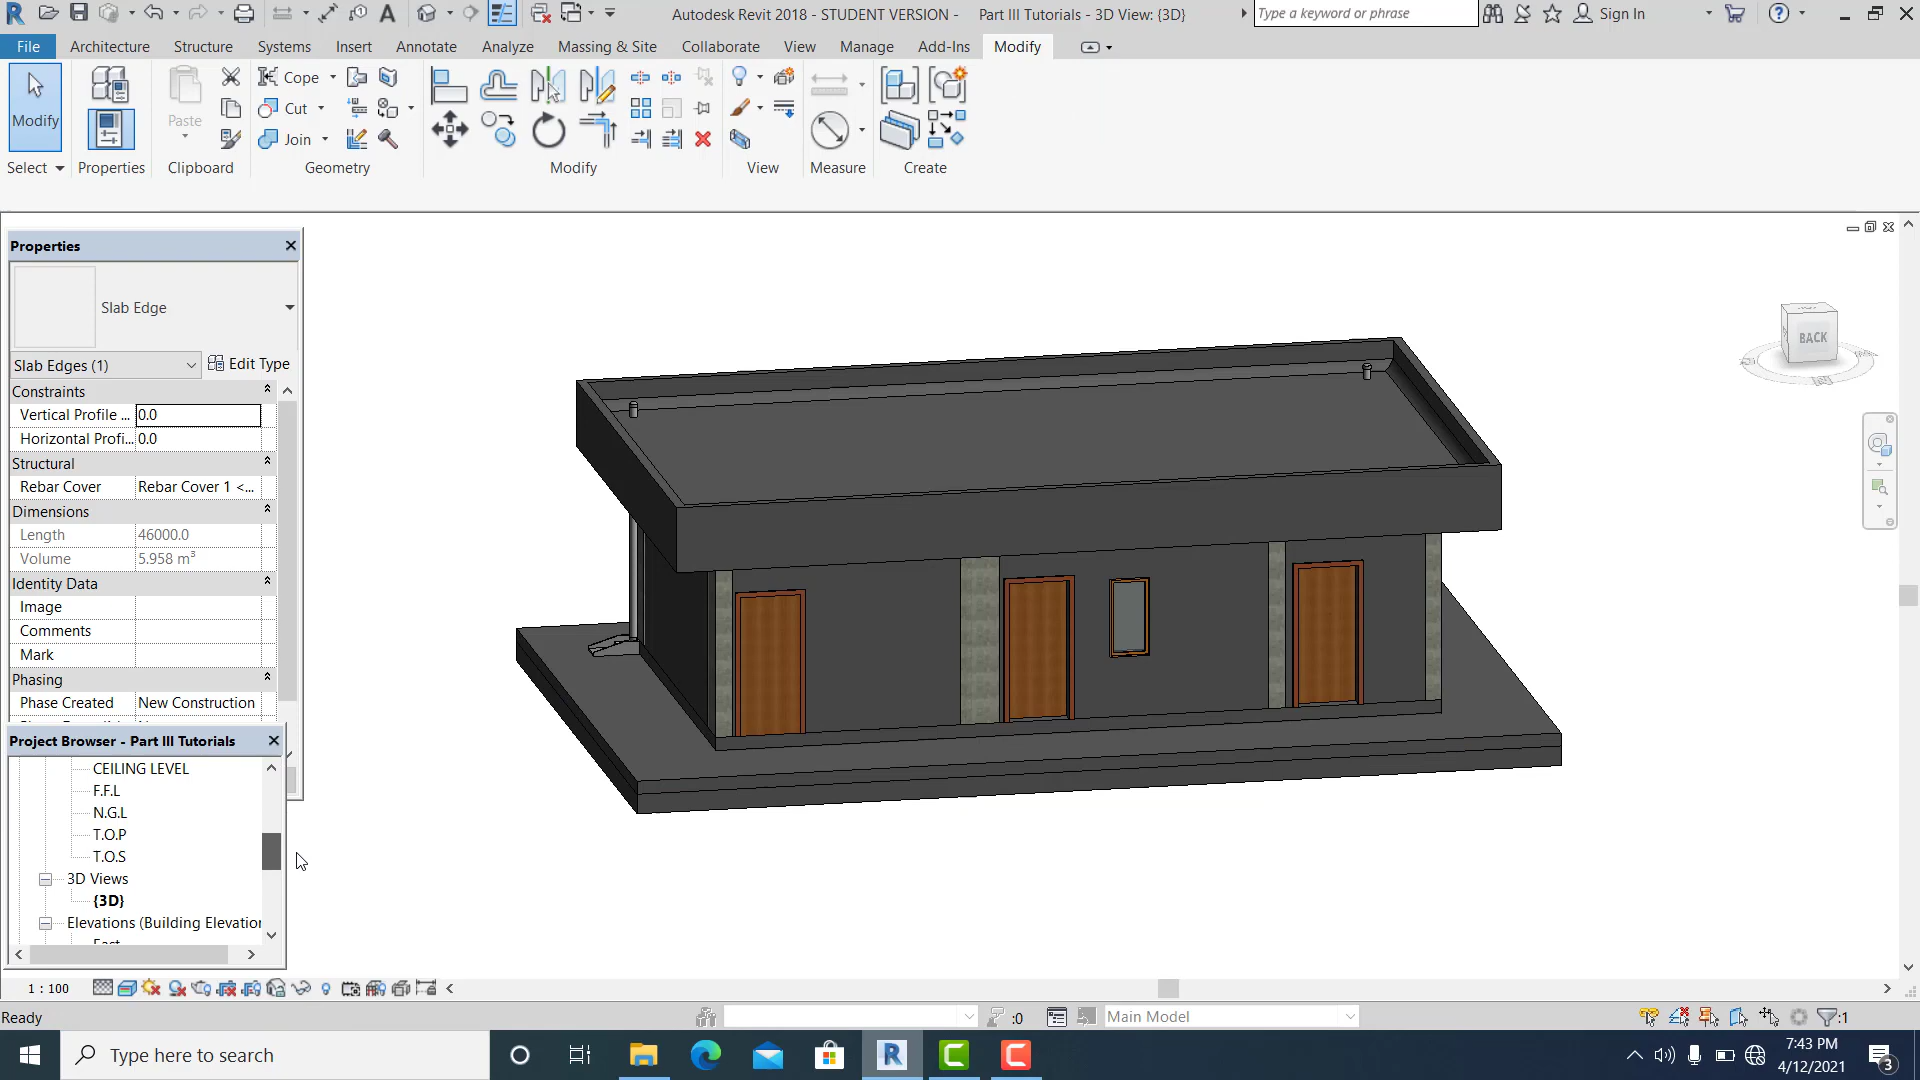 Autodesk Revit 2018 - STUDENT VERSION - Part III Tutorials - 3D View: {3D}
Type a keyword or phrase
Sign In
File Architecture Structure Systems Insert Annotate Analyze Massing & Site Collaborate View Manage Add-Ins Modify
Modify
Paste
Cope
Cut
Join
Select Properties Clipboard Geometry Modify View Measure Create
Properties
Slab Edge
Slab Edges (1) Edit Type
Constraints
Vertical Profile ... 0.0
Horizontal Profi... 0.0
Structural
Rebar Cover Rebar Cover 1 <...
Dimensions
Length 46000.0
Volume 5.958 m³
Identity Data
Image
Comments
Mark
Phasing
Phase Created New Construction
Project Browser - Part III Tutorials
CEILING LEVEL
F.F.L
N.G.L
T.O.P
T.O.S
3D Views
{3D}
Elevations (Building Elevation
East
BACK
1 : 100
Ready
:0
Main Model
:1
Type here to search
7:43 PM
4/12/2021
3